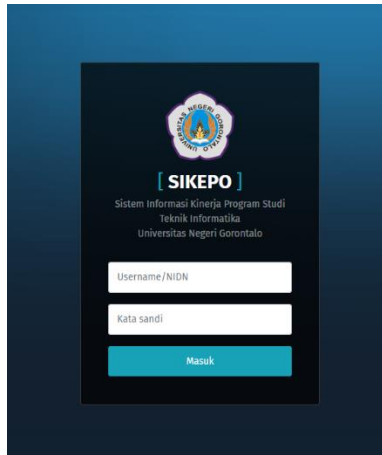 UNIVERSITAS NEGERI GORONTALO
[ SIKEPO ]
Sistem Informasi Kinerja Program Studi
Teknik Informatika
Universitas Negeri Gorontalo
Username/NIDN
Kata sandi
Masuk